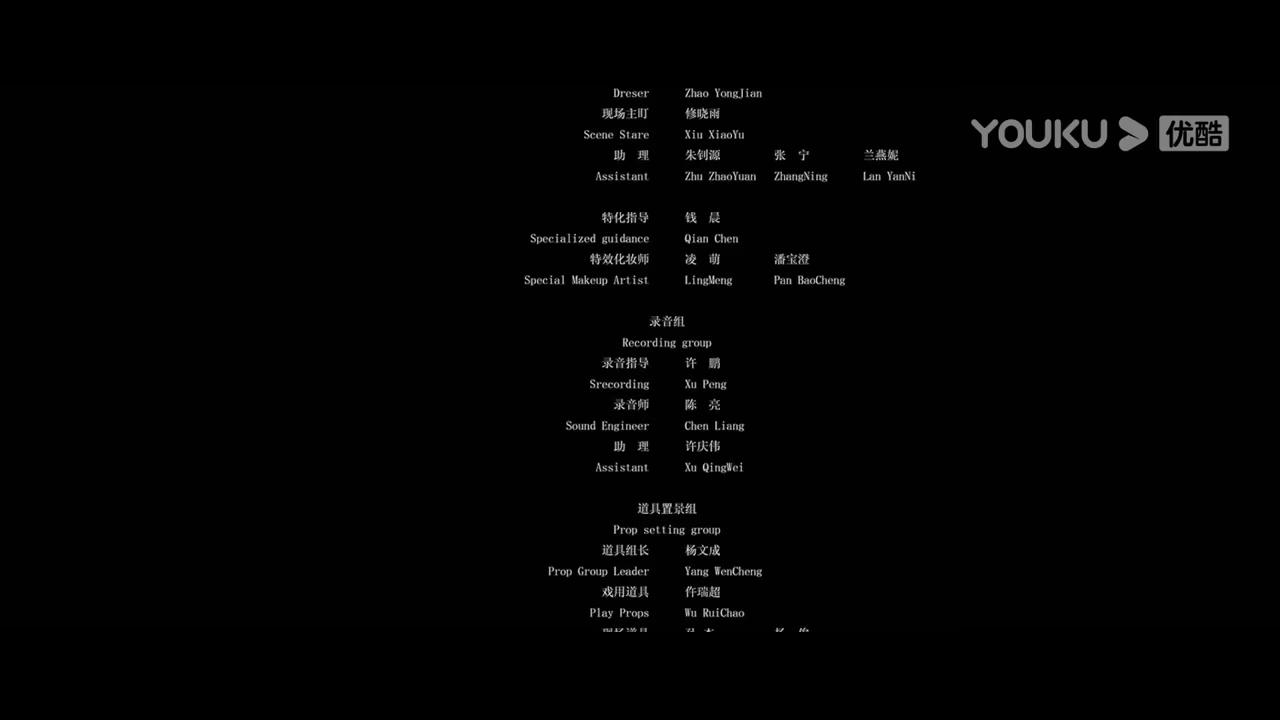 Dreser Zhao YongJian
YOUKU 优酷
现场主盯 修晓雨
Scene Stare Xiu XiaoYu
助 理 朱钊源 张 宁 兰燕妮
Assistant Zhu ZhaoYuan ZhangNing Lan YanNi
特化指导 钱 晨
Specialized guidance Qian Chen
特效化妆师 凌 萌 潘宝澄
Special Makeup Artist LingMeng Pan BaoCheng
录音组
Recording group
录音指导 许 鹏
Srecording Xu Peng
录音师 陈 亮
Sound Engineer Chen Liang
助 理 许庆伟
Assistant Xu QingWei
道具置景组
Prop setting group
道具组长 杨文成
Prop Group Leader Yang WenCheng
戏用道具 仵瑞超
Play Props Wu RuiChao